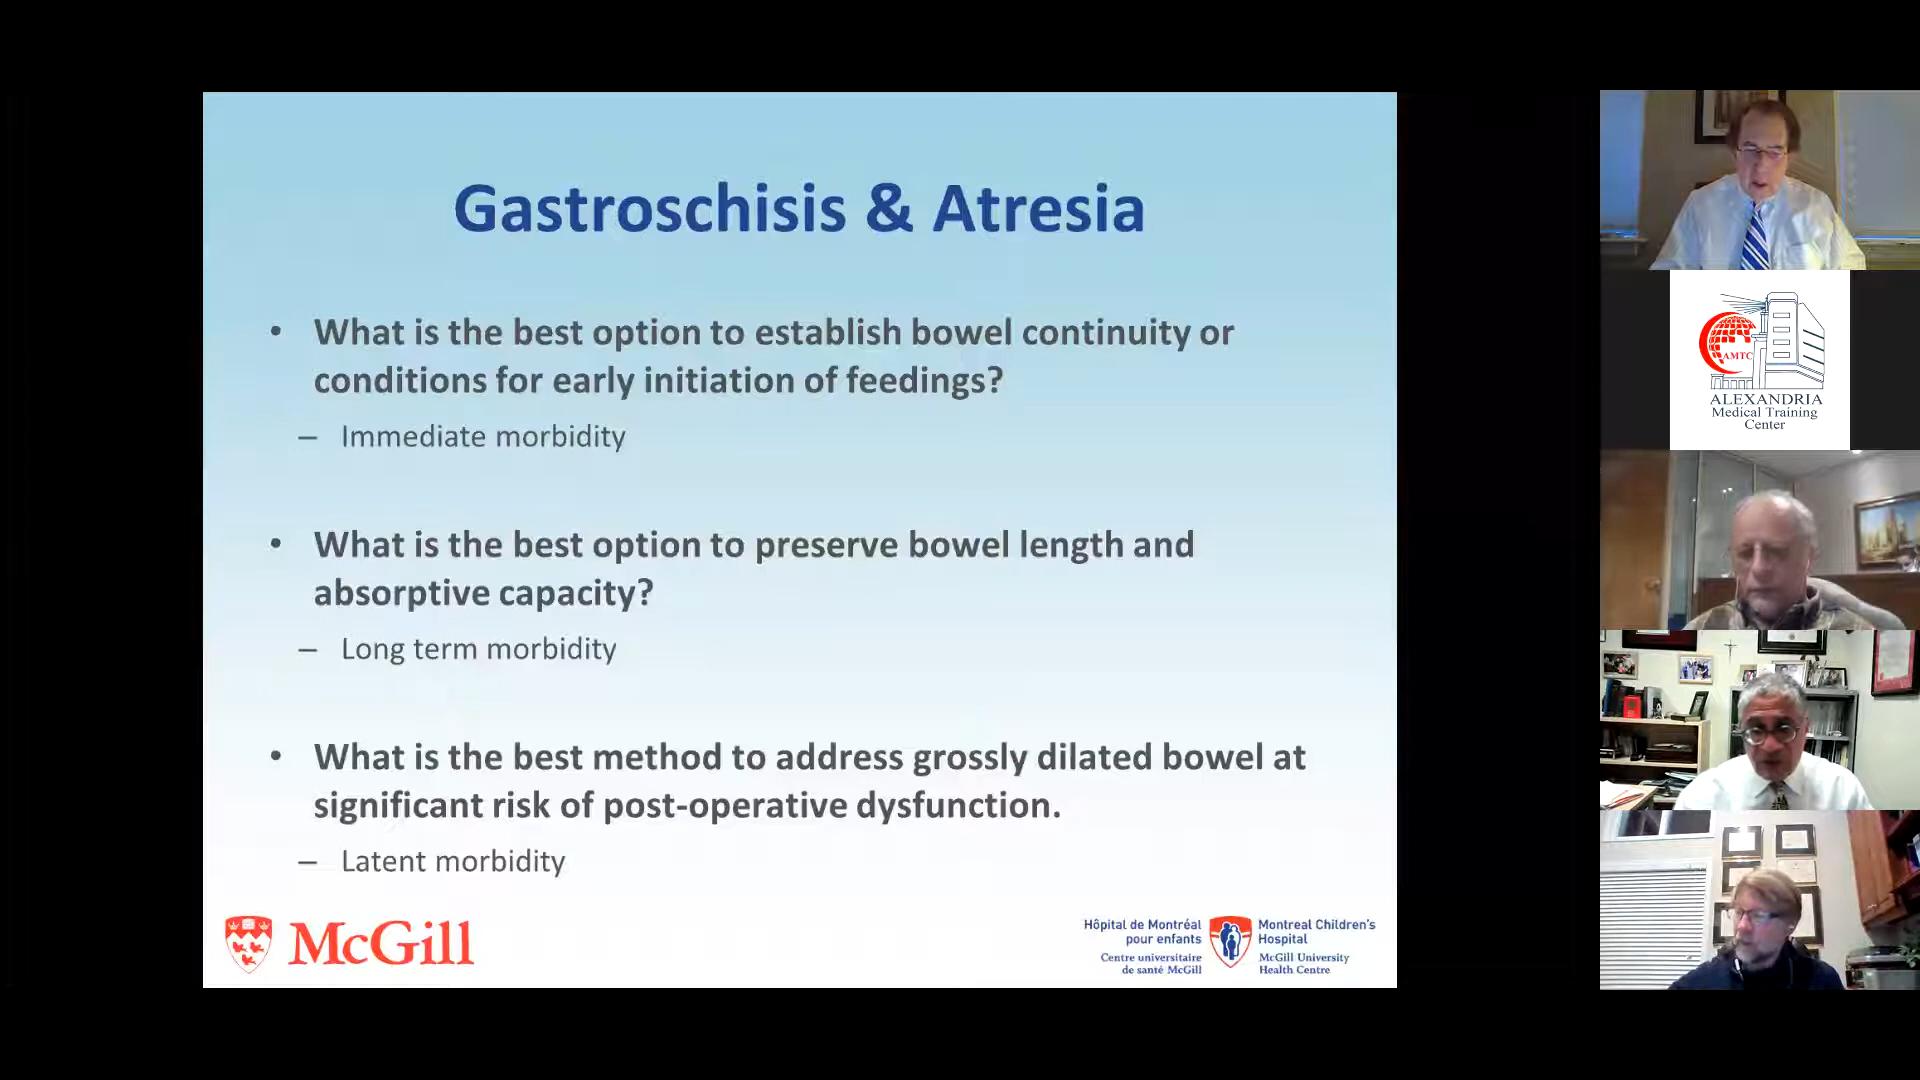 Gastroschisis & Atresia
• What is the best option to establish bowel continuity or
conditions for early initiation of feedings?
– Immediate morbidity
• What is the best option to preserve bowel length and
absorptive capacity?
– Long term morbidity
• What is the best method to address grossly dilated bowel at
significant risk of post-operative dysfunction.
– Latent morbidity
McGill
Hôpital de Montréal
pour enfants
Centre universitaire
de santé McGill
Montreal Children's
Hospital
McGill University
Health Centre
AMTC
ALEXANDRIA
Medical Training
Center